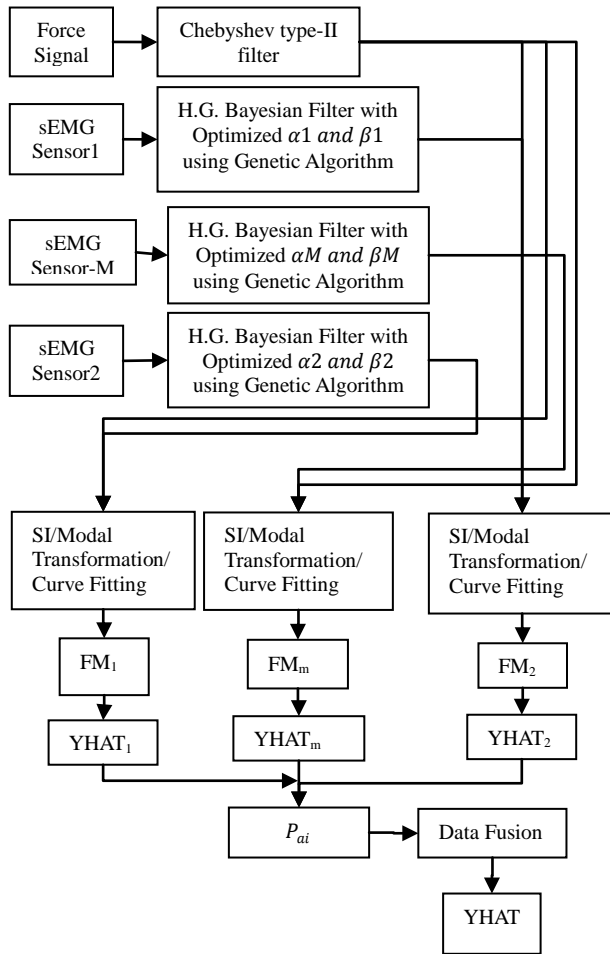 Force
Signal
Chebyshev type-II
filter
sEMG
Sensor1
H.G. Bayesian Filter with
Optimized α1 and β1
using Genetic Algorithm
sEMG
Sensor-M
H.G. Bayesian Filter with
Optimized αM and βM
using Genetic Algorithm
sEMG
Sensor2
H.G. Bayesian Filter with
Optimized α2 and β2
using Genetic Algorithm
SI/Modal
Transformation/
Curve Fitting
SI/Modal
Transformation/
Curve Fitting
SI/Modal
Transformation/
Curve Fitting
FM₁
FMₘ
FM₂
YHAT₁
YHATₘ
YHAT₂
Pₐᵢ
Data Fusion
YHAT